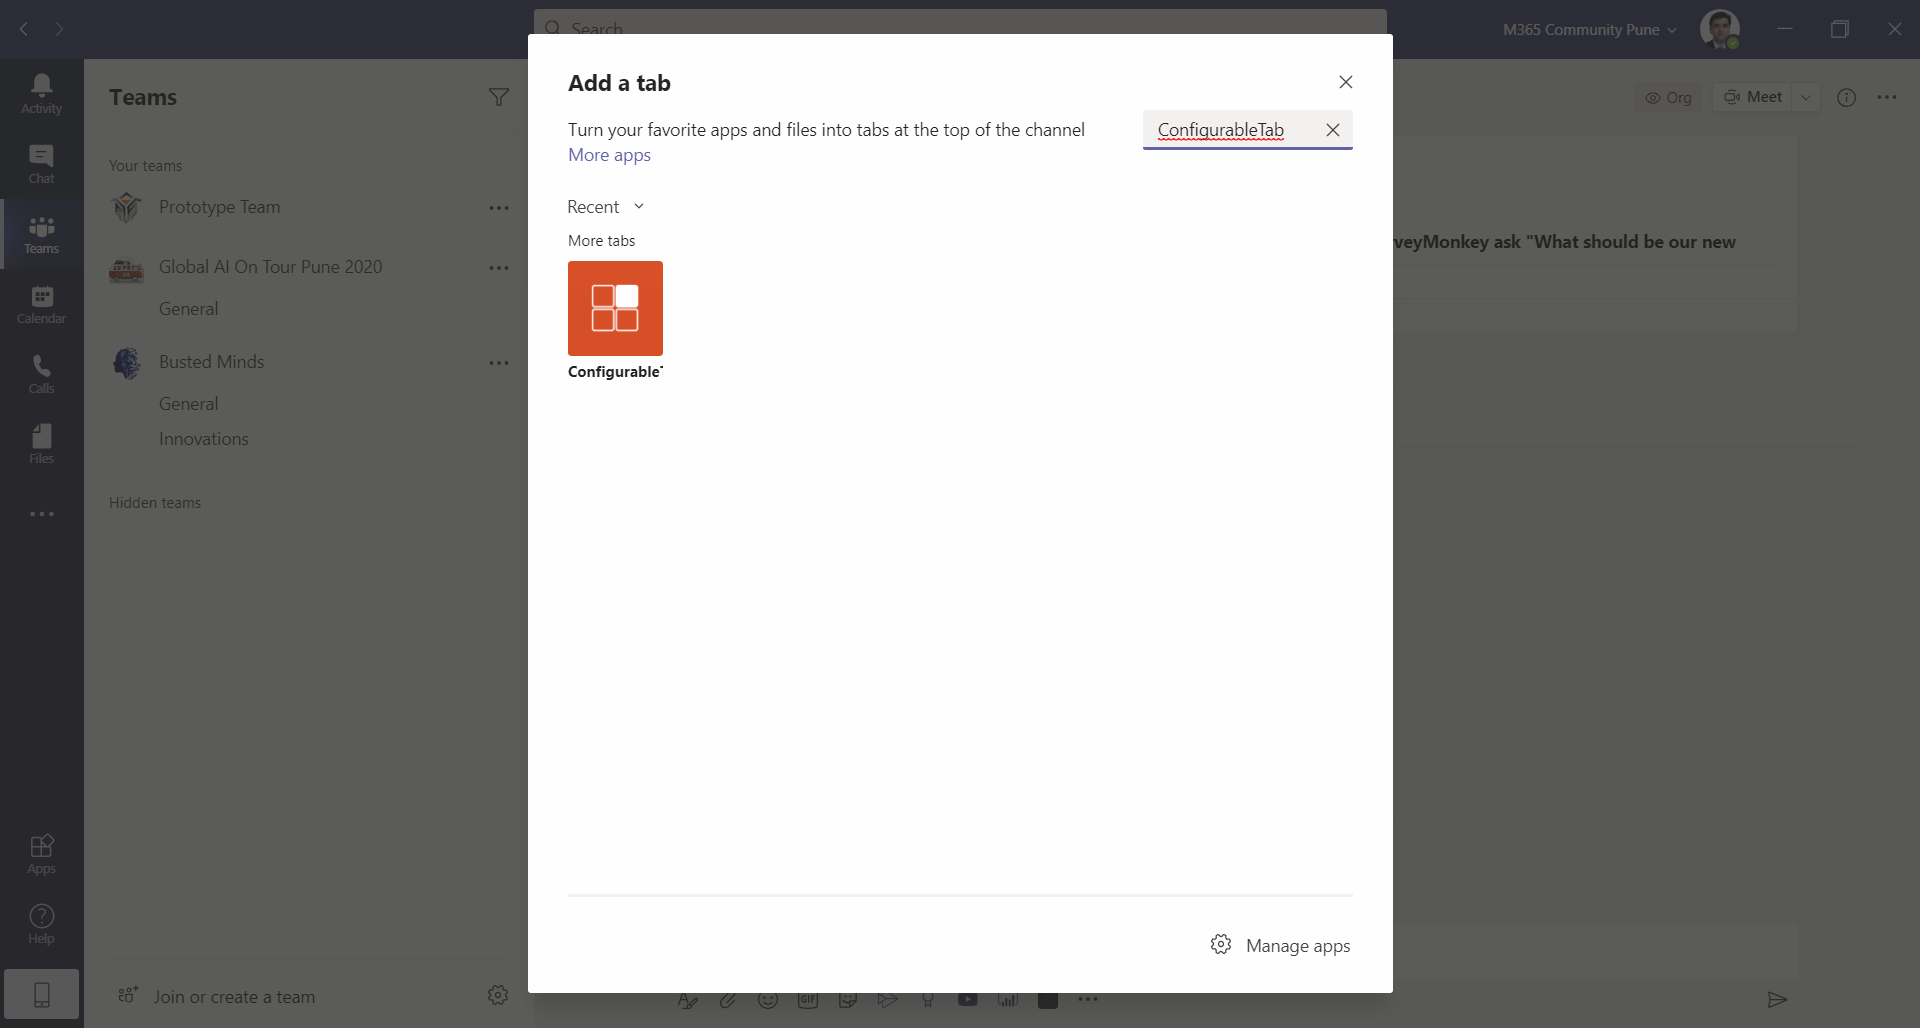 Search
M365 Community Pune
Activity
Chat
Teams
Calendar
Calls
Files
Apps
Help
Teams
Your teams
Prototype Team
Global AI On Tour Pune 2020
General
Busted Minds
General
Innovations
Hidden teams
Join or create a team
Add a tab
Turn your favorite apps and files into tabs at the top of the channel
More apps
ConfigurableTab
Recent
More tabs
Configurable
Manage apps
Org
Meet
veyMonkey ask "What should be our new
GIF